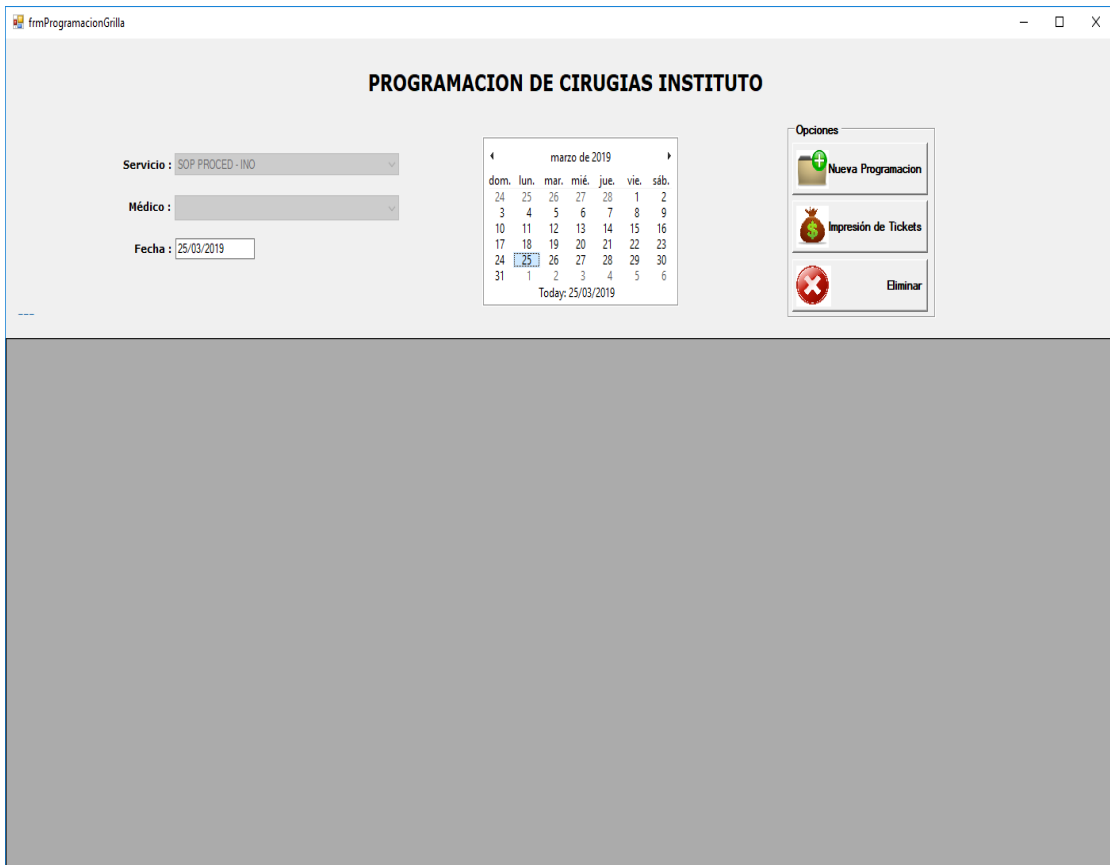 frmProgramacionGrilla
PROGRAMACION DE CIRUGIAS INSTITUTO
Servicio : SOP PROCED - INO
Médico :
Fecha : 25/03/2019
---
marzo de 2019
dom. lun. mar. mié. jue. vie. sáb.
24 25 26 27 28 1 2
3 4 5 6 7 8 9
10 11 12 13 14 15 16
17 18 19 20 21 22 23
24 25 26 27 28 29 30
31 1 2 3 4 5 6
Today: 25/03/2019
Opciones
Nueva Programacion
Impresión de Tickets
Eliminar